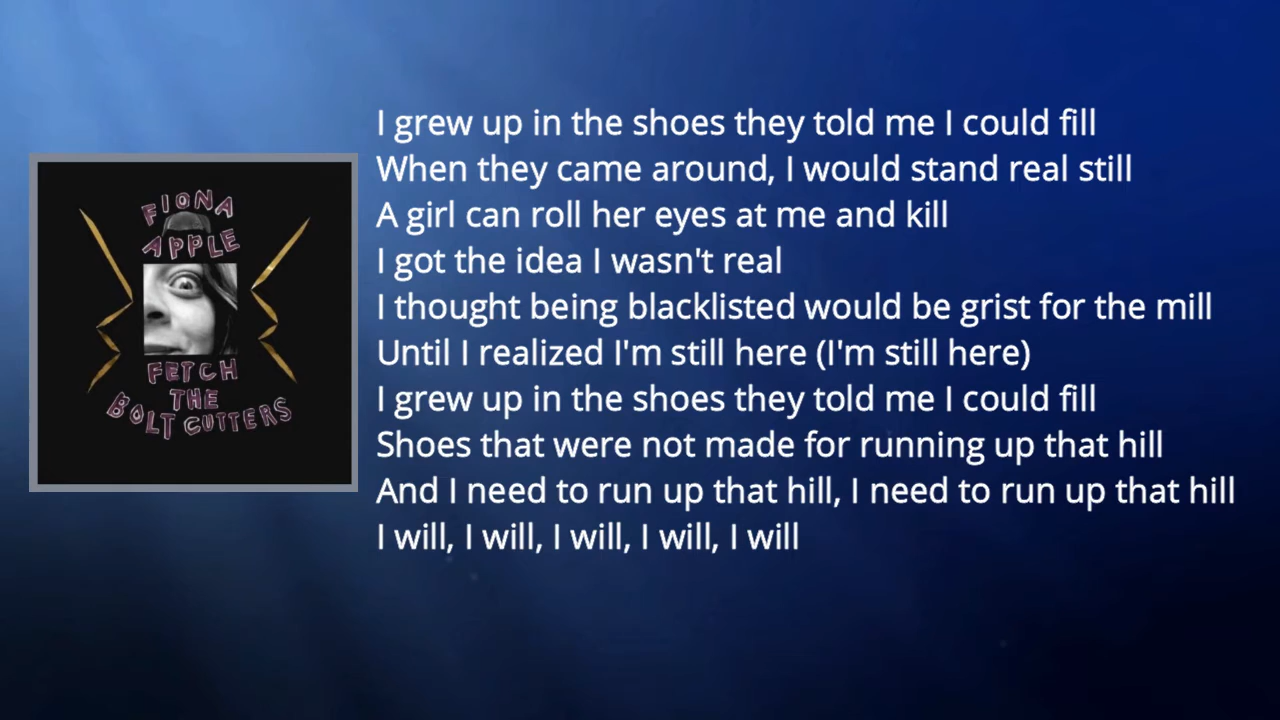 FIONA
APPLE
FETCH
THE
BOLT CUTTERS
I grew up in the shoes they told me I could fill
When they came around, I would stand real still
A girl can roll her eyes at me and kill
I got the idea I wasn't real
I thought being blacklisted would be grist for the mill
Until I realized I'm still here (I'm still here)
I grew up in the shoes they told me I could fill
Shoes that were not made for running up that hill
And I need to run up that hill, I need to run up that hill
I will, I will, I will, I will, I will